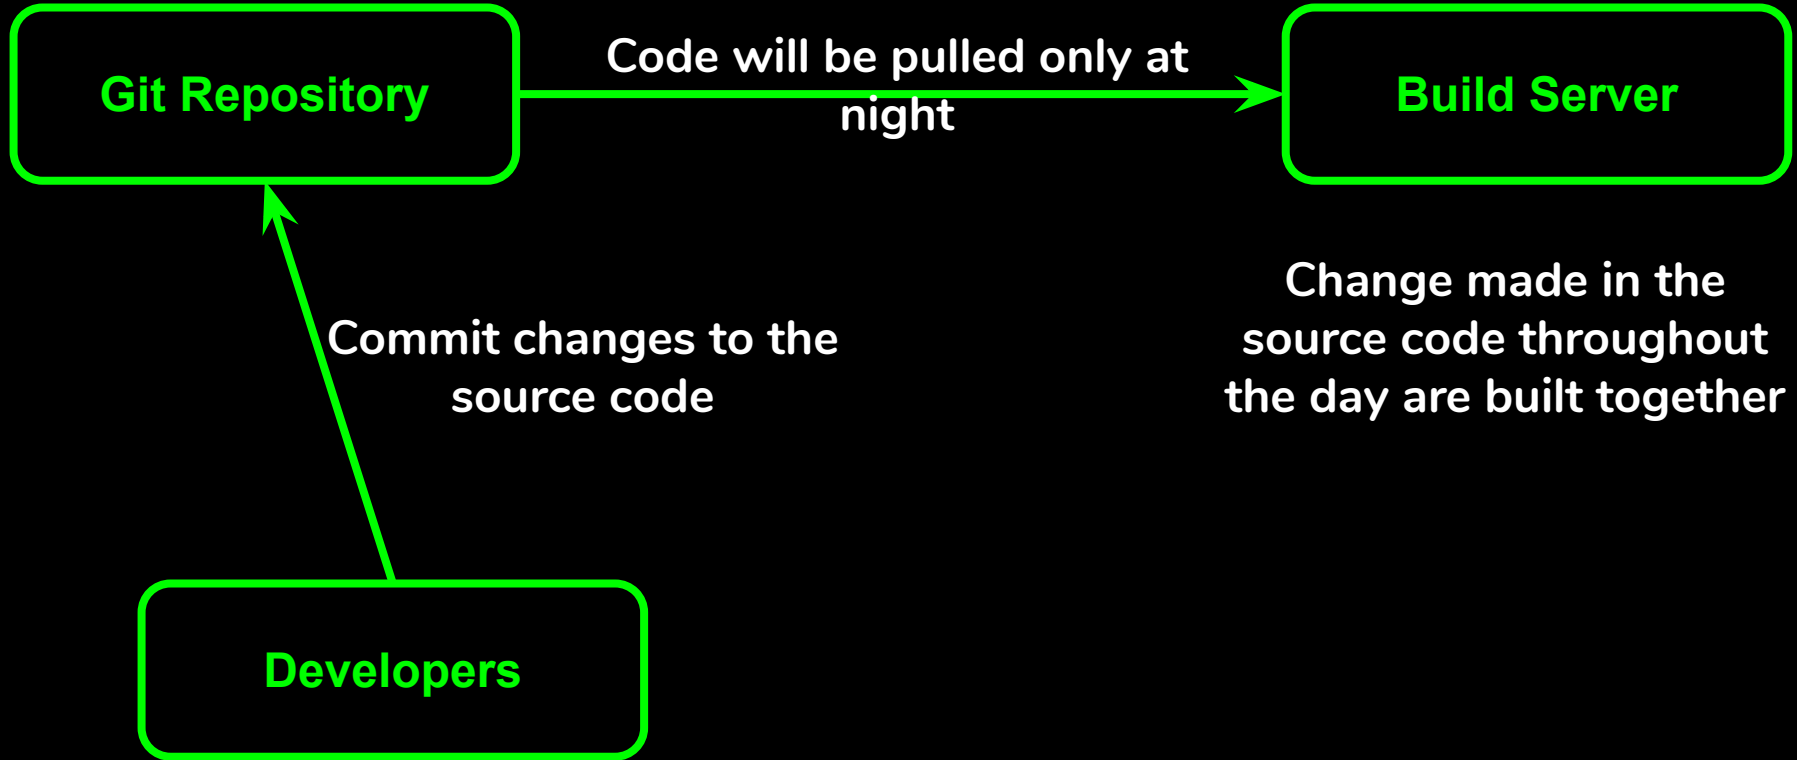 Git Repository
Code will be pulled only at
night
Build Server
Commit changes to the
source code
Change made in the
source code throughout
the day are built together
Developers